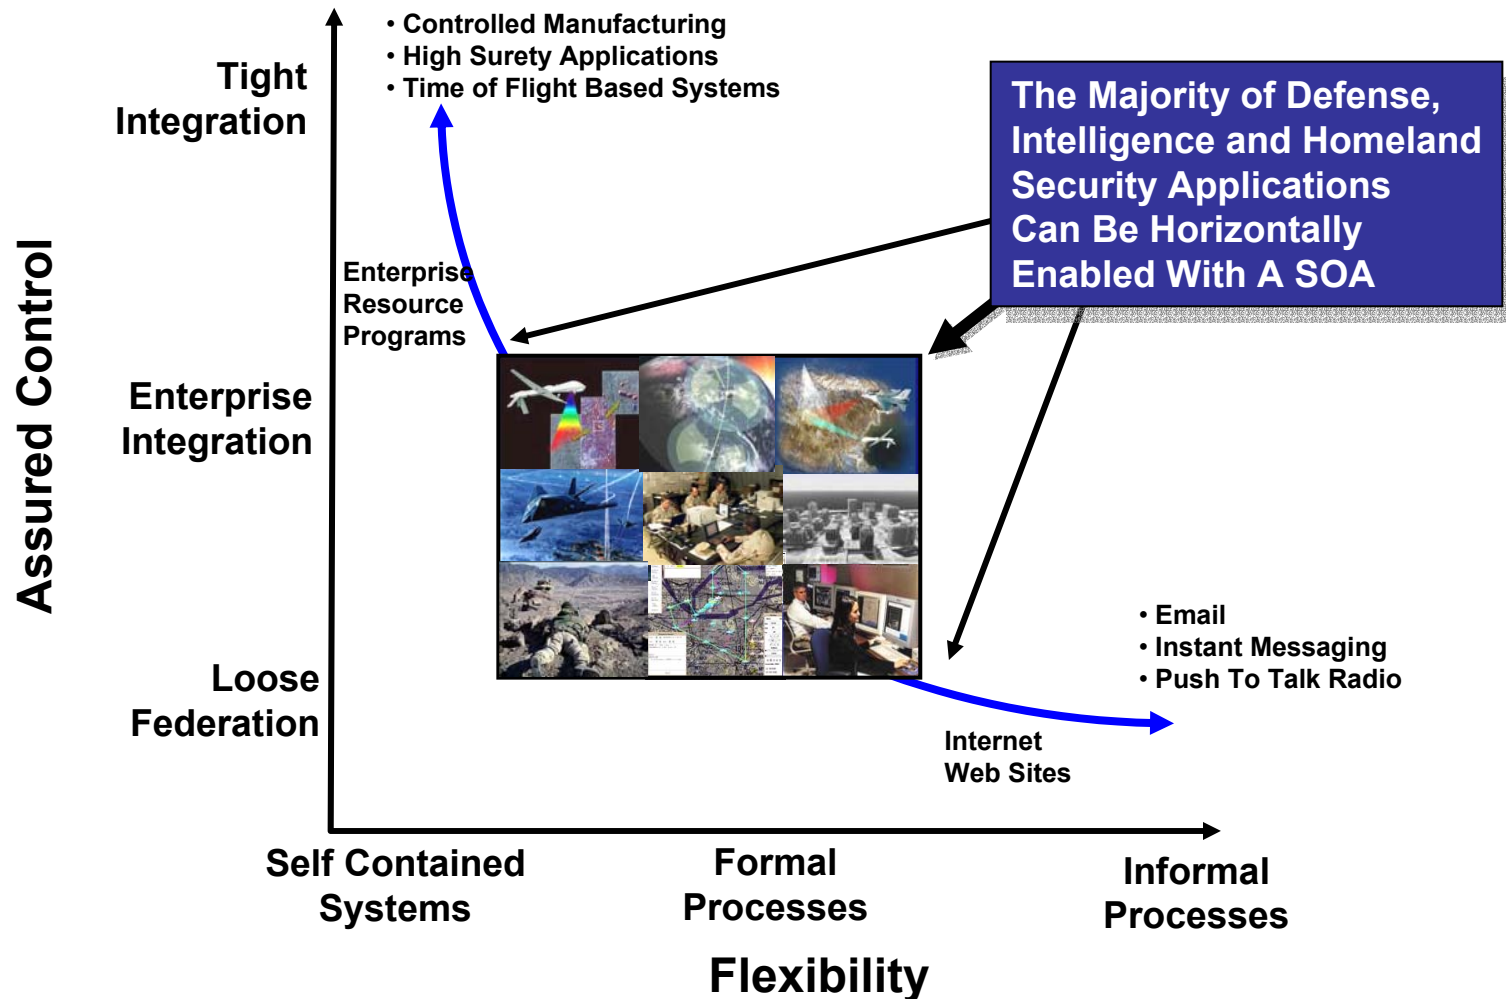 • Controlled Manufacturing
• High Surety Applications
• Time of Flight Based Systems
Tight
Integration
The Majority of Defense,
Intelligence and Homeland
Security Applications
Can Be Horizontally
Enabled With A SOA
Assured Control
Enterprise
Resource
Programs
Enterprise
Integration
Loose
Federation
• Email
• Instant Messaging
• Push To Talk Radio
Internet
Web Sites
Self Contained
Systems
Formal
Processes
Informal
Processes
Flexibility